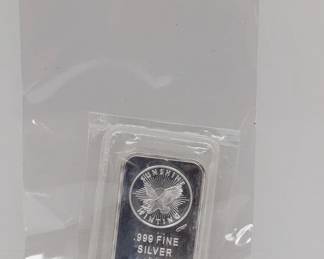 SUNSHINE
MINTING
.999 FINE
SILVER